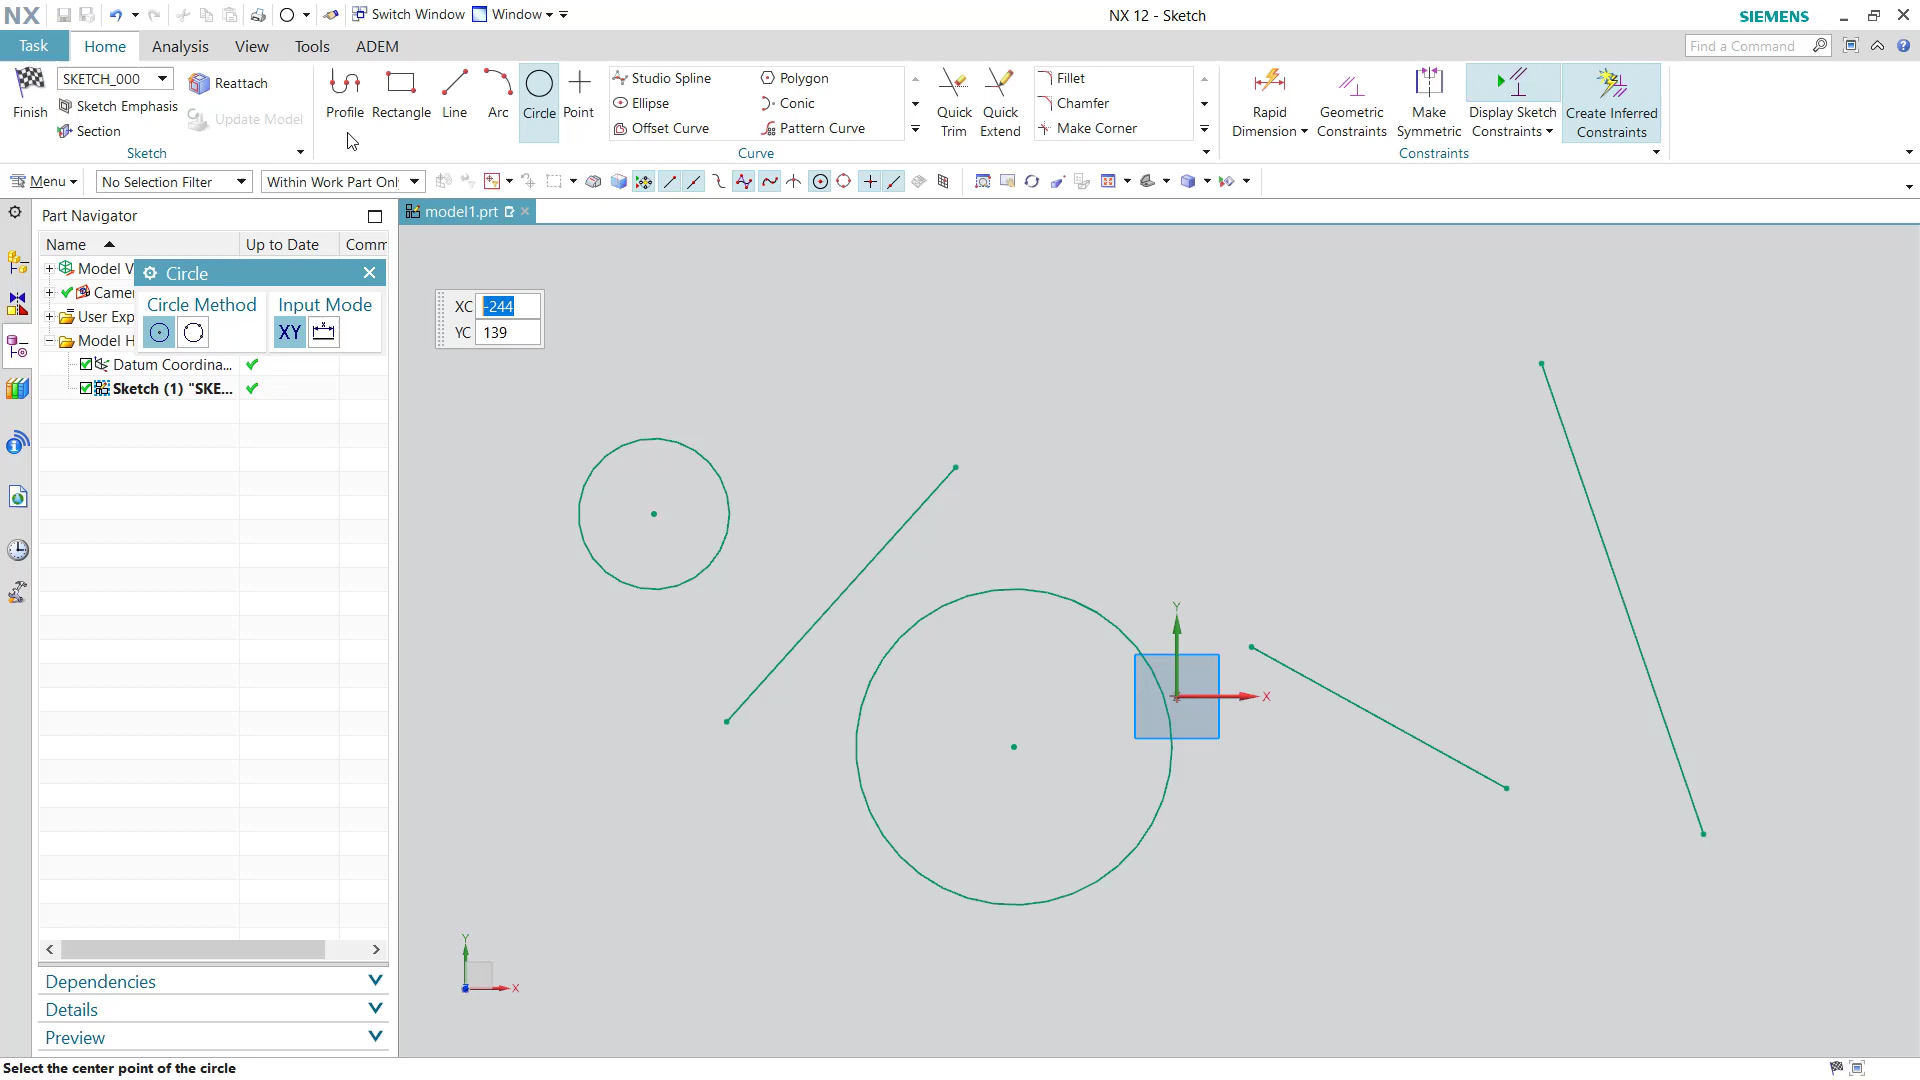 NX
Switch Window
Window
NX 12 - Sketch
SIEMENS
Task
Home
Analysis
View
Tools
ADEM
Find a Command
Finish
SKETCH_000
Sketch Emphasis
Section
Reattach
Update Model
Sketch
Profile
Rectangle
Line
Arc
Circle
Point
Studio Spline
Ellipse
Offset Curve
Polygon
Conic
Pattern Curve
Quick
Trim
Quick
Extend
Fillet
Chamfer
Make Corner
Curve
Rapid
Dimension
Geometric
Constraints
Make
Symmetric
Display Sketch
Constraints
Create Inferred
Constraints
Constraints
Menu
No Selection Filter
Within Work Part Onl
Part Navigator
model1.prt
Name
Up to Date
Comm
Model V
Camer
User Exp
Model H
Datum Coordina...
Sketch (1) "SKE...
Circle
Circle Method
Input Mode
XY
XC
-244
YC
139
Y
X
Y
X
Dependencies
Details
Preview
Select the center point of the circle